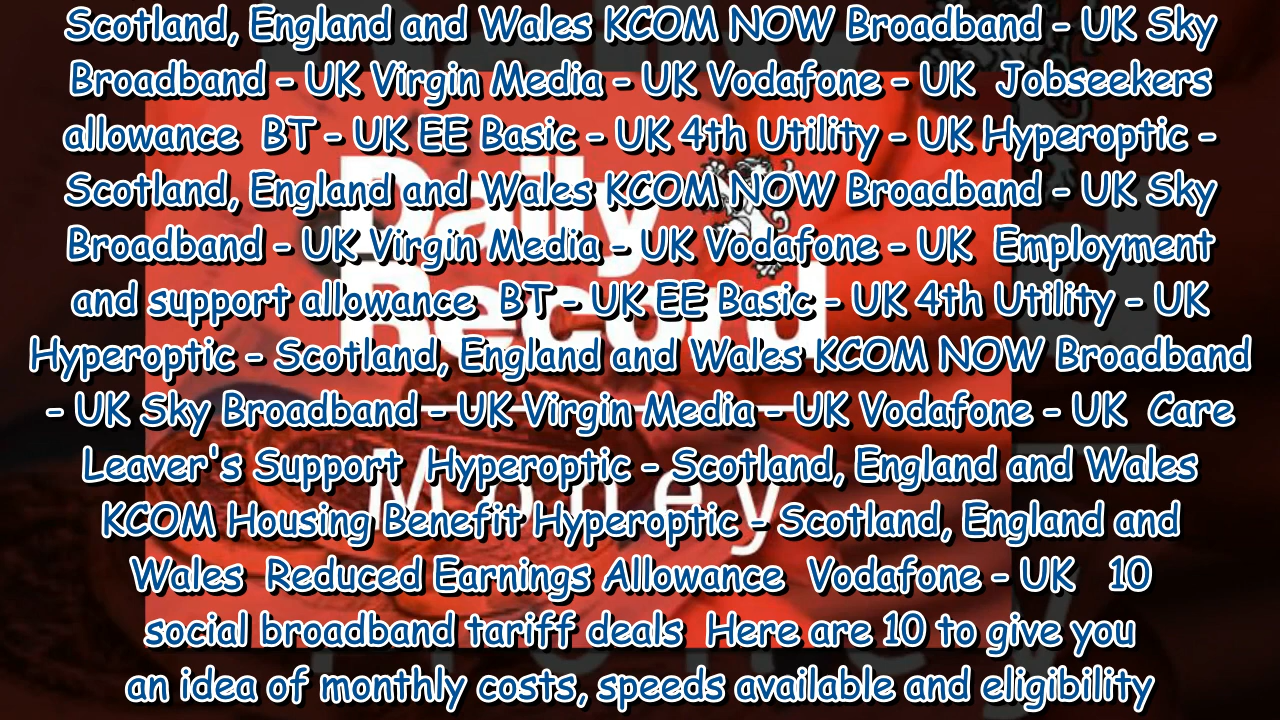 Scotland, England and Wales KCOM NOW Broadband - UK Sky
Broadband - UK Virgin Media - UK Vodafone - UK Jobseekers
allowance BT - UK EE Basic - UK 4th Utility - UK Hyperoptic -
Scotland, England and Wales KCOM NOW Broadband - UK Sky
Broadband - UK Virgin Media - UK Vodafone - UK Employment
and support allowance BT - UK EE Basic - UK 4th Utility - UK
Hyperoptic - Scotland, England and Wales KCOM NOW Broadband
- UK Sky Broadband - UK Virgin Media - UK Vodafone - UK Care
Leaver's Support Hyperoptic - Scotland, England and Wales
KCOM Housing Benefit Hyperoptic - Scotland, England and
Wales Reduced Earnings Allowance Vodafone - UK 10
social broadband tariff deals Here are 10 to give you
an idea of monthly costs, speeds available and eligibility
Daily
Record
Money